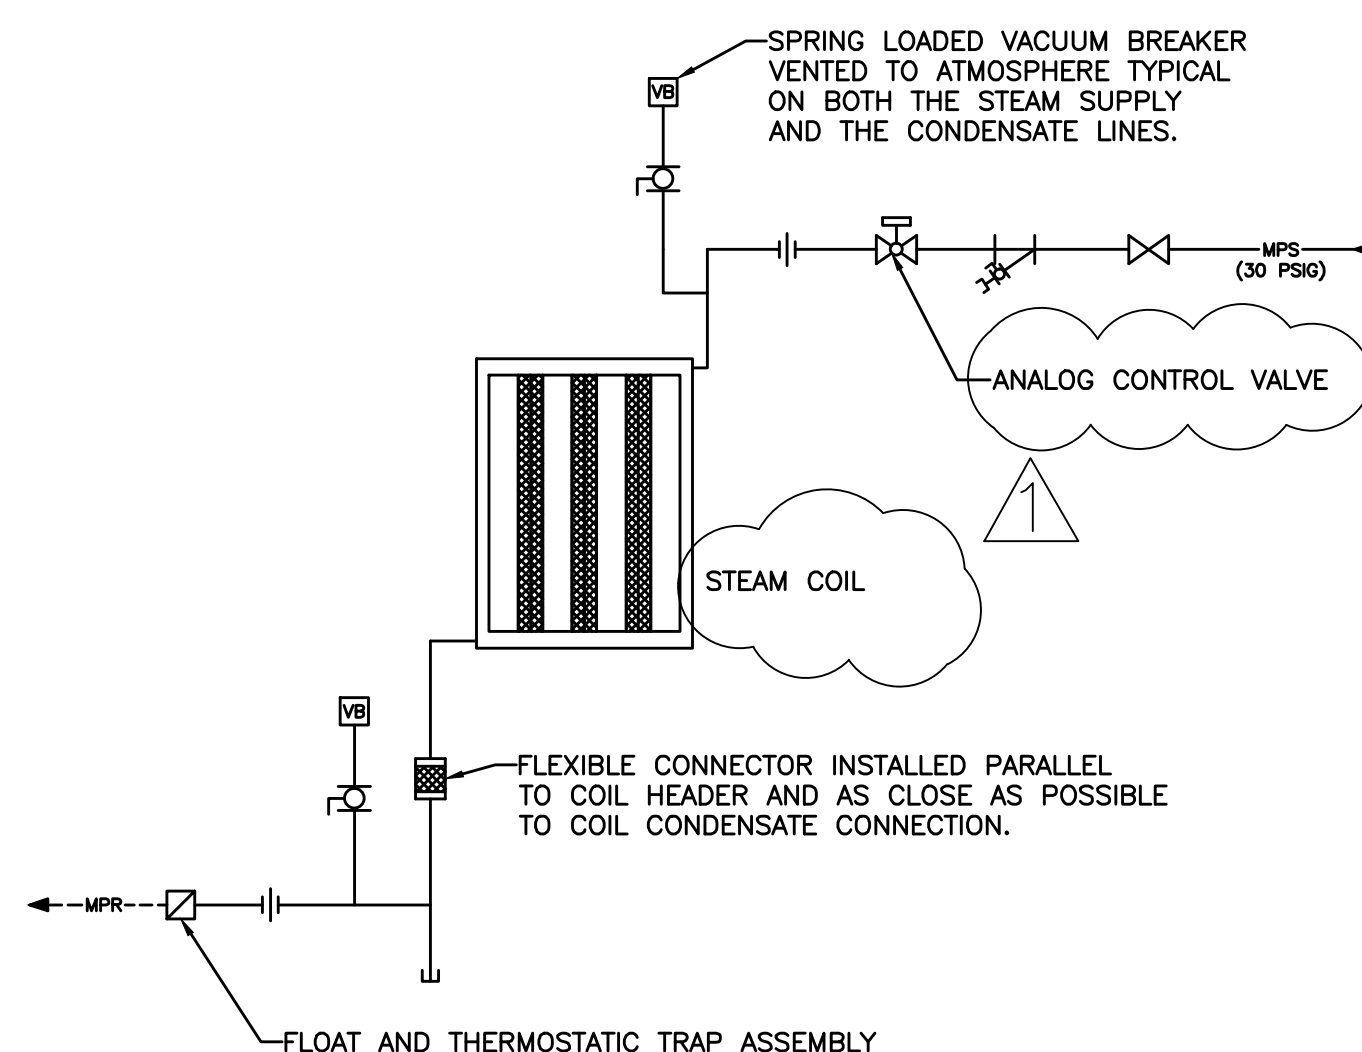 SPRING LOADED VACUUM BREAKER
VENTED TO ATMOSPHERE TYPICAL
ON BOTH THE STEAM SUPPLY
AND THE CONDENSATE LINES.
VB
MPS
(30 PSIG)
ANALOG CONTROL VALVE
1
STEAM COIL
VB
FLEXIBLE CONNECTOR INSTALLED PARALLEL
TO COIL HEADER AND AS CLOSE AS POSSIBLE
TO COIL CONDENSATE CONNECTION.
MPR
FLOAT AND THERMOSTATIC TRAP ASSEMBLY